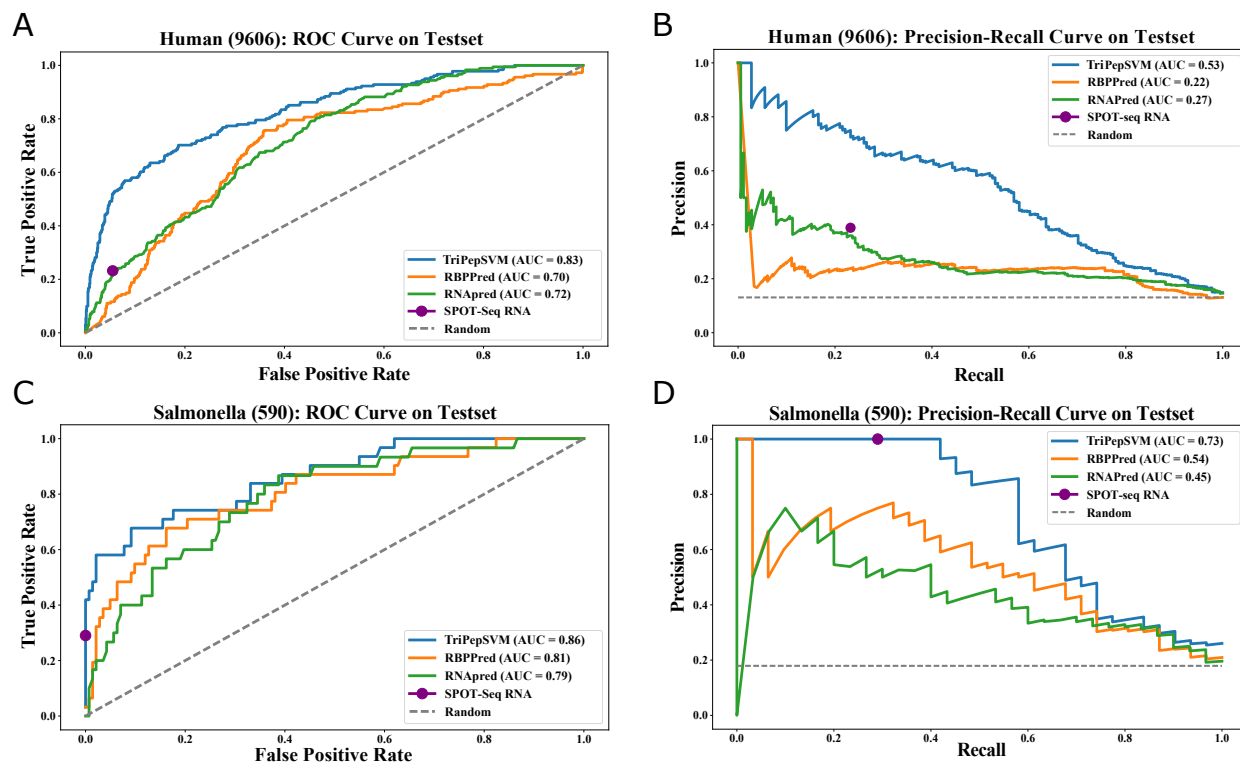 A
Human (9606): ROC Curve on Testset
True Positive Rate
1.0
0.8
0.6
0.4
0.2
0.0
TriPepSVM (AUC = 0.83)
RBPPred (AUC = 0.70)
RNApred (AUC = 0.72)
SPOT-Seq RNA
Random
0.0 0.2 0.4 0.6 0.8 1.0
False Positive Rate
B
Human (9606): Precision-Recall Curve on Testset
Precision
1.0
0.8
0.6
0.4
0.2
0.0
TriPepSVM (AUC = 0.53)
RBPPred (AUC = 0.22)
RNAPred (AUC = 0.27)
SPOT-seq RNA
Random
0.0 0.2 0.4 0.6 0.8 1.0
Recall
C
Salmonella (590): ROC Curve on Testset
True Positive Rate
1.0
0.8
0.6
0.4
0.2
0.0
TriPepSVM (AUC = 0.86)
RBPPred (AUC = 0.81)
RNApred (AUC = 0.79)
SPOT-Seq RNA
Random
0.0 0.2 0.4 0.6 0.8 1.0
False Positive Rate
D
Salmonella (590): Precision-Recall Curve on Testset
Precision
1.0
0.8
0.6
0.4
0.2
0.0
TriPepSVM (AUC = 0.73)
RBPPred (AUC = 0.54)
RNAPred (AUC = 0.45)
SPOT-seq RNA
Random
0.0 0.2 0.4 0.6 0.8 1.0
Recall